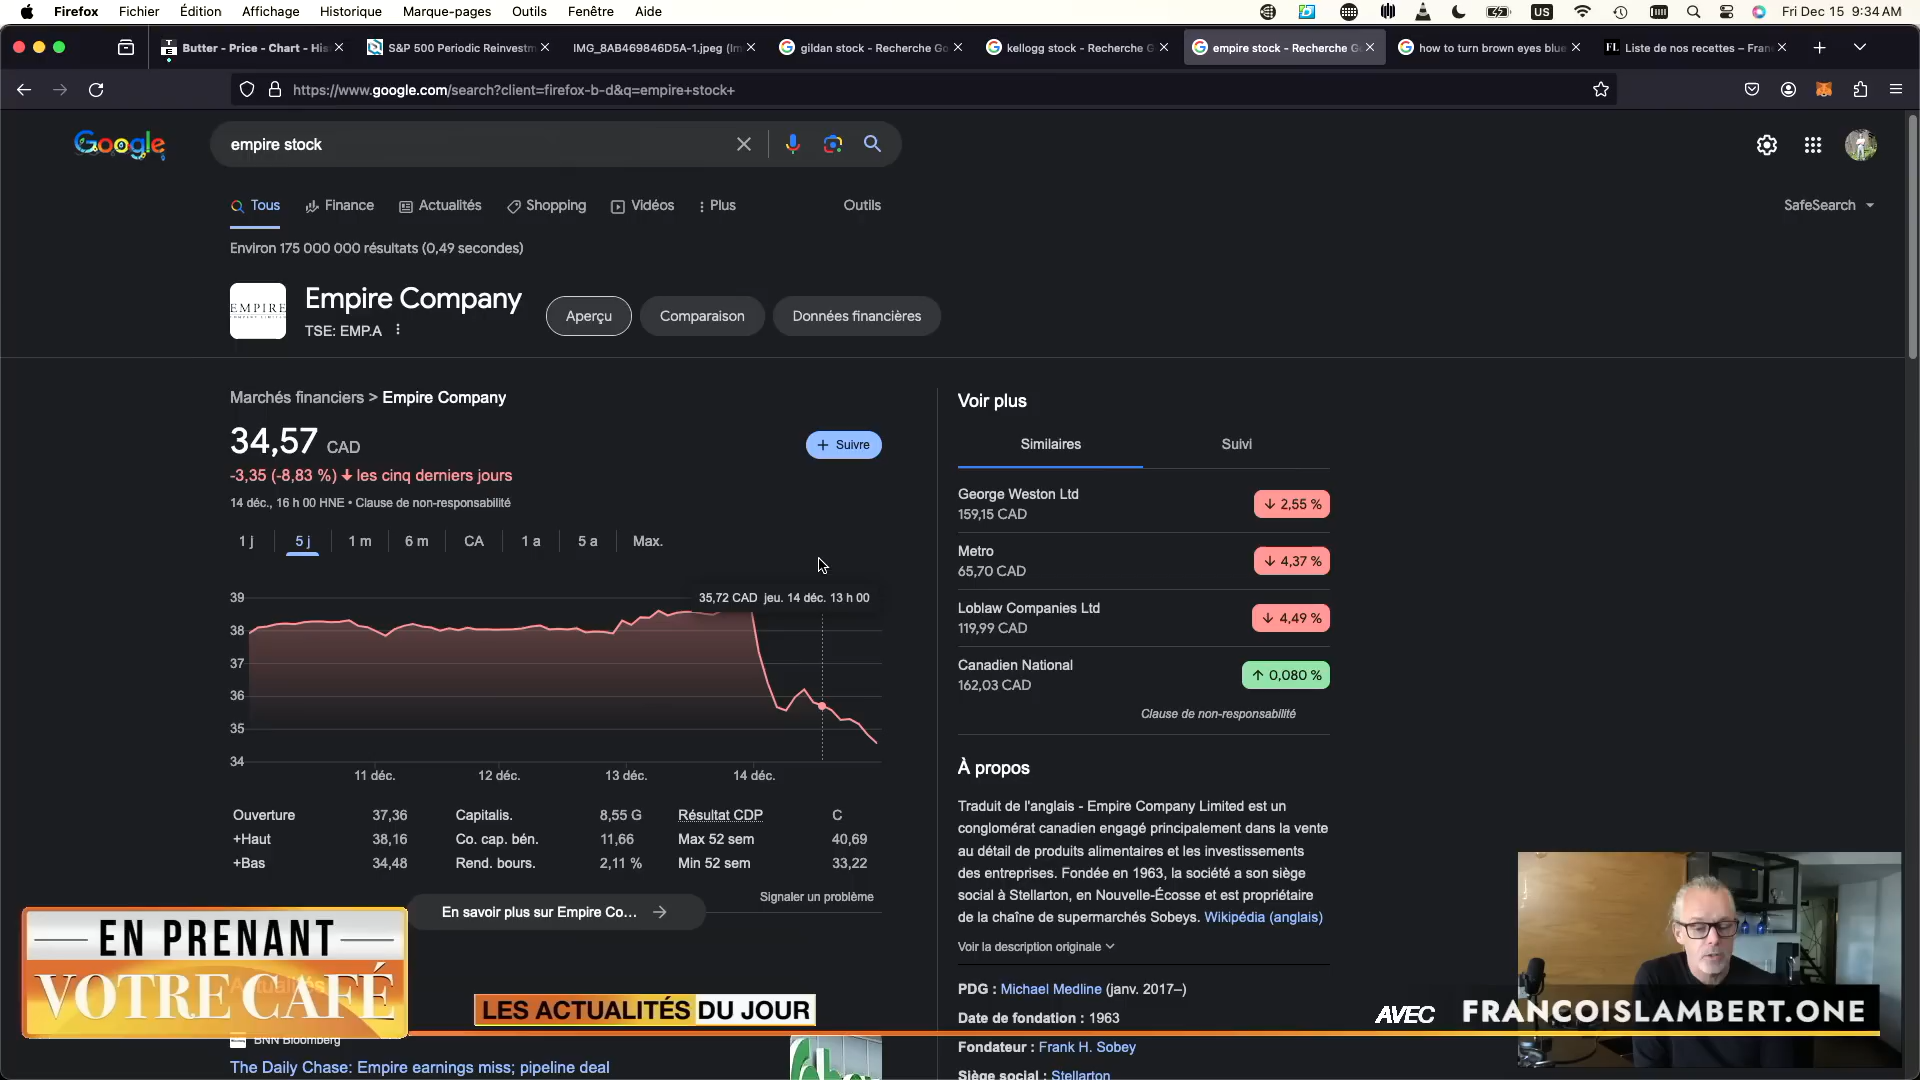 Firefox Fichier Édition Affichage Historique Marque-pages Outils Fenêtre Aide
US Fri Dec 15 9:34 AM
Butter - Price - Chart - His
S&P 500 Periodic Reinvestm
IMG_8AB469846D5A-1.jpeg (Im
gildan stock - Recherche Go
kellogg stock - Recherche G
empire stock - Recherche G
how to turn brown eyes blue
FL Liste de nos recettes – Fran
https://www.google.com/search?client=firefox-b-d&q=empire+stock+
Google
empire stock
Tous Finance Actualités Shopping Vidéos Plus Outils SafeSearch
Environ 175 000 000 résultats (0,49 secondes)
EMPIRE
Empire Company
TSE: EMP.A
Aperçu Comparaison Données financières
Marchés financiers > Empire Company
34,57 CAD
+ Suivre
-3,35 (-8,83 %) ↓ les cinq derniers jours
14 déc., 16 h 00 HNE • Clause de non-responsabilité
1 j 5 j 1 m 6 m CA 1 a 5 a Max.
35,72 CAD jeu. 14 déc. 13 h 00
39
38
37
36
35
34
11 déc. 12 déc. 13 déc. 14 déc.
Ouverture 37,36 Capitalis. 8,55 G Résultat CDP C
+Haut 38,16 Co. cap. bén. 11,66 Max 52 sem 40,69
+Bas 34,48 Rend. bours. 2,11 % Min 52 sem 33,22
Signaler un problème
En savoir plus sur Empire Co... →
Voir plus
Similaires Suivi
George Weston Ltd
159,15 CAD
↓ 2,55 %
Metro
65,70 CAD
↓ 4,37 %
Loblaw Companies Ltd
119,99 CAD
↓ 4,49 %
Canadien National
162,03 CAD
↑ 0,080 %
Clause de non-responsabilité
À propos
Traduit de l'anglais - Empire Company Limited est un
conglomérat canadien engagé principalement dans la vente
au détail de produits alimentaires et les investissements
des entreprises. Fondée en 1963, la société a son siège
social à Stellarton, en Nouvelle-Écosse et est propriétaire
de la chaîne de supermarchés Sobeys. Wikipédia (anglais)
Voir la description originale
PDG : Michael Medline (janv. 2017–)
Date de fondation : 1963
Fondateur : Frank H. Sobey
Siège social : Stellarton
EN PRENANT
VOTRE CAFÉ
LES ACTUALITÉS DU JOUR
AVEC FRANCOISLAMBERT.ONE
BNN Bloomberg
The Daily Chase: Empire earnings miss; pipeline deal